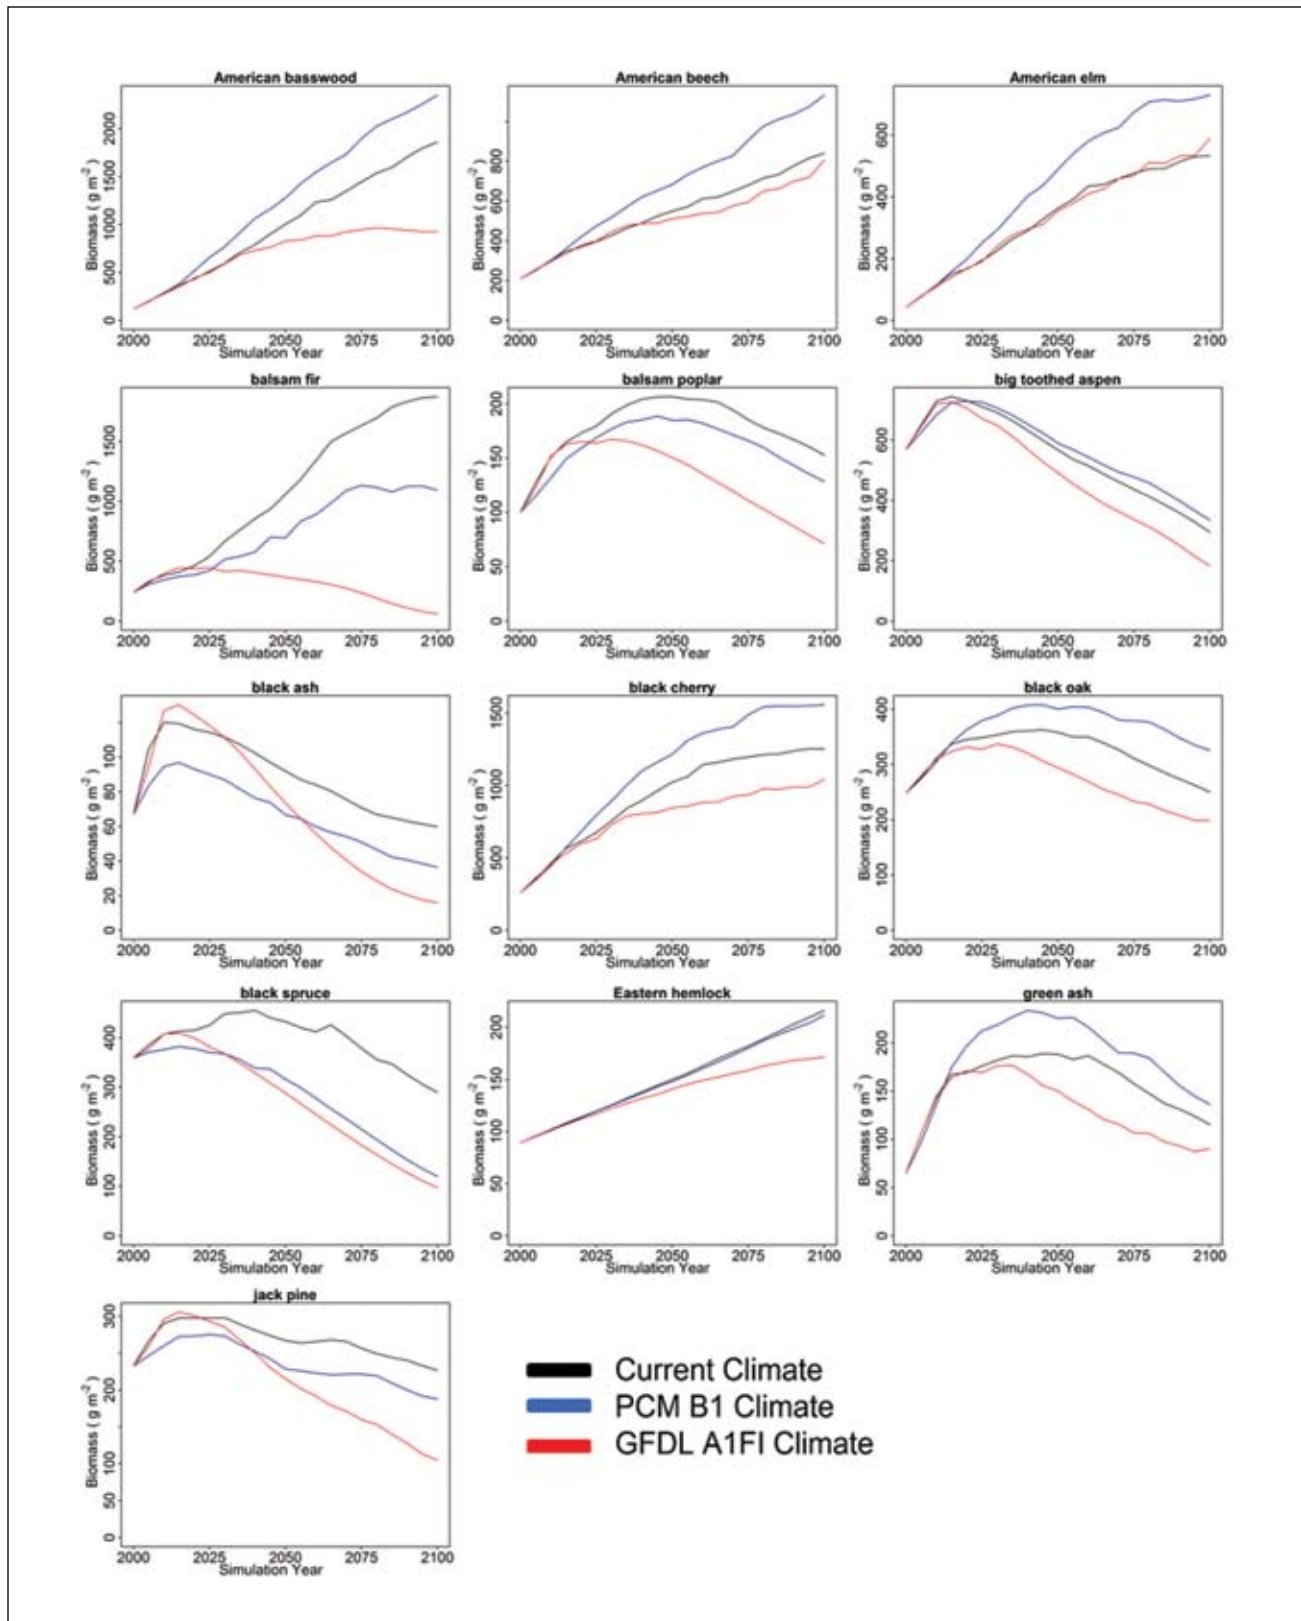 American basswood
Biomass ( g m⁻² )
0 500 1000 1500 2000
2000 2025 2050 2075 2100
Simulation Year
American beech
Biomass ( g m⁻² )
0 200 400 600 800
2000 2025 2050 2075 2100
Simulation Year
American elm
Biomass ( g m⁻² )
0 200 400 600
2000 2025 2050 2075 2100
Simulation Year
balsam fir
Biomass ( g m⁻² )
0 500 1000 1500
2000 2025 2050 2075 2100
Simulation Year
balsam poplar
Biomass ( g m⁻² )
0 50 100 150 200
2000 2025 2050 2075 2100
Simulation Year
big toothed aspen
Biomass ( g m⁻² )
0 200 400 600
2000 2025 2050 2075 2100
Simulation Year
black ash
Biomass ( g m⁻² )
0 20 40 60 80 100
2000 2025 2050 2075 2100
Simulation Year
black cherry
Biomass ( g m⁻² )
0 500 1000 1500
2000 2025 2050 2075 2100
Simulation Year
black oak
Biomass ( g m⁻² )
0 100 200 300 400
2000 2025 2050 2075 2100
Simulation Year
black spruce
Biomass ( g m⁻² )
0 100 200 300 400
2000 2025 2050 2075 2100
Simulation Year
Eastern hemlock
Biomass ( g m⁻² )
0 50 100 150 200
2000 2025 2050 2075 2100
Simulation Year
green ash
Biomass ( g m⁻² )
0 50 100 150 200
2000 2025 2050 2075 2100
Simulation Year
jack pine
Biomass ( g m⁻² )
0 50 100 200 300
2000 2025 2050 2075 2100
Simulation Year
Current Climate
PCM B1 Climate
GFDL A1FI Climate